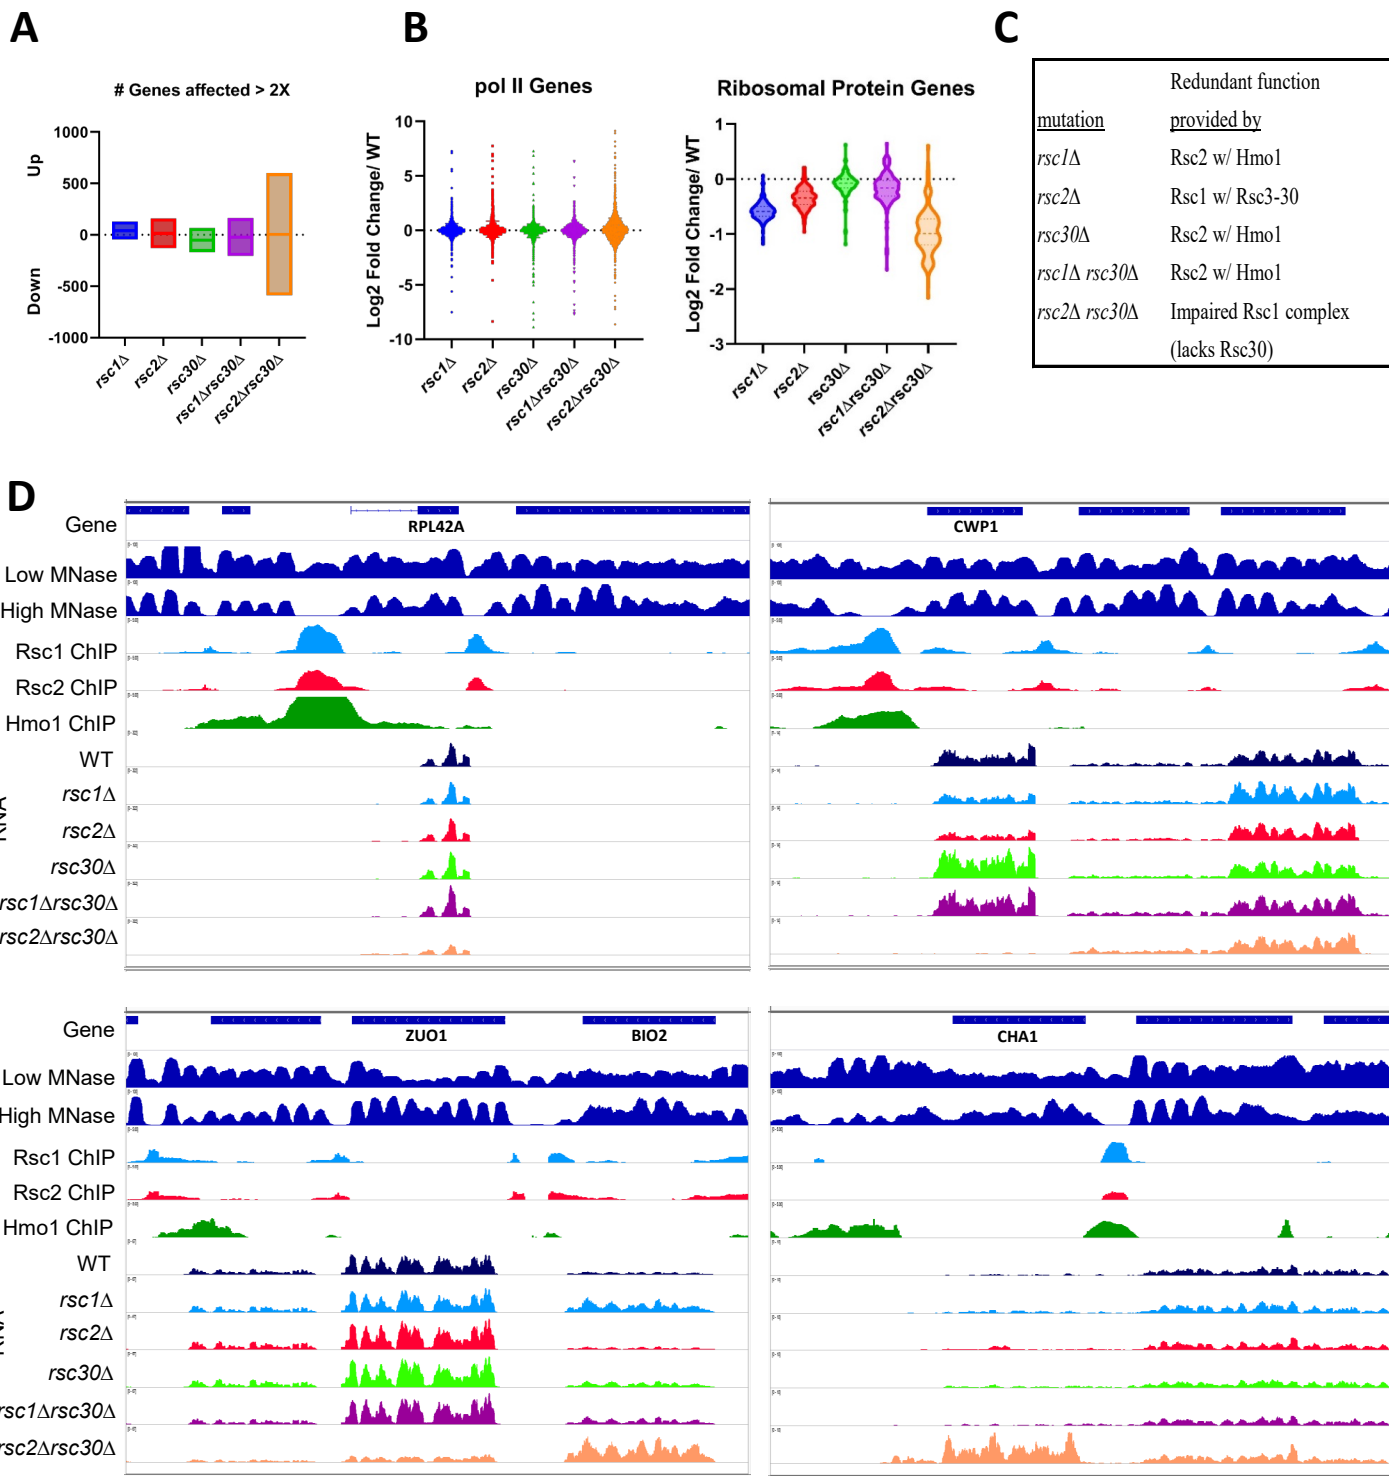 A
B
C
# Genes affected > 2X
1000
500
0
-500
-1000
Up
Down
rsc1Δ
rsc2Δ
rsc30Δ
rsc1Δrsc30Δ
rsc2Δrsc30Δ
pol II Genes
Log2 Fold Change/ WT
10
5
0
-5
-10
rsc1Δ
rsc2Δ
rsc30Δ
rsc1Δrsc30Δ
rsc2Δrsc30Δ
Ribosomal Protein Genes
Log2 Fold Change/ WT
1
0
-1
-2
-3
rsc1Δ
rsc2Δ
rsc30Δ
rsc1Δrsc30Δ
rsc2Δrsc30Δ
Redundant function
mutation provided by
rsc1Δ Rsc2 w/ Hmo1
rsc2Δ Rsc1 w/ Rsc3-30
rsc30Δ Rsc2 w/ Hmo1
rsc1Δ rsc30Δ Rsc2 w/ Hmo1
rsc2Δ rsc30Δ Impaired Rsc1 complex
(lacks Rsc30)
D
Gene
RPL42A
CWP1
Low MNase
High MNase
Rsc1 ChIP
Rsc2 ChIP
Hmo1 ChIP
WT
rsc1Δ
rsc2Δ
rsc30Δ
rsc1Δrsc30Δ
rsc2Δrsc30Δ
RNA
Gene
ZUO1
BIO2
CHA1
Low MNase
High MNase
Rsc1 ChIP
Rsc2 ChIP
Hmo1 ChIP
WT
rsc1Δ
rsc2Δ
rsc30Δ
rsc1Δrsc30Δ
rsc2Δrsc30Δ
RNA